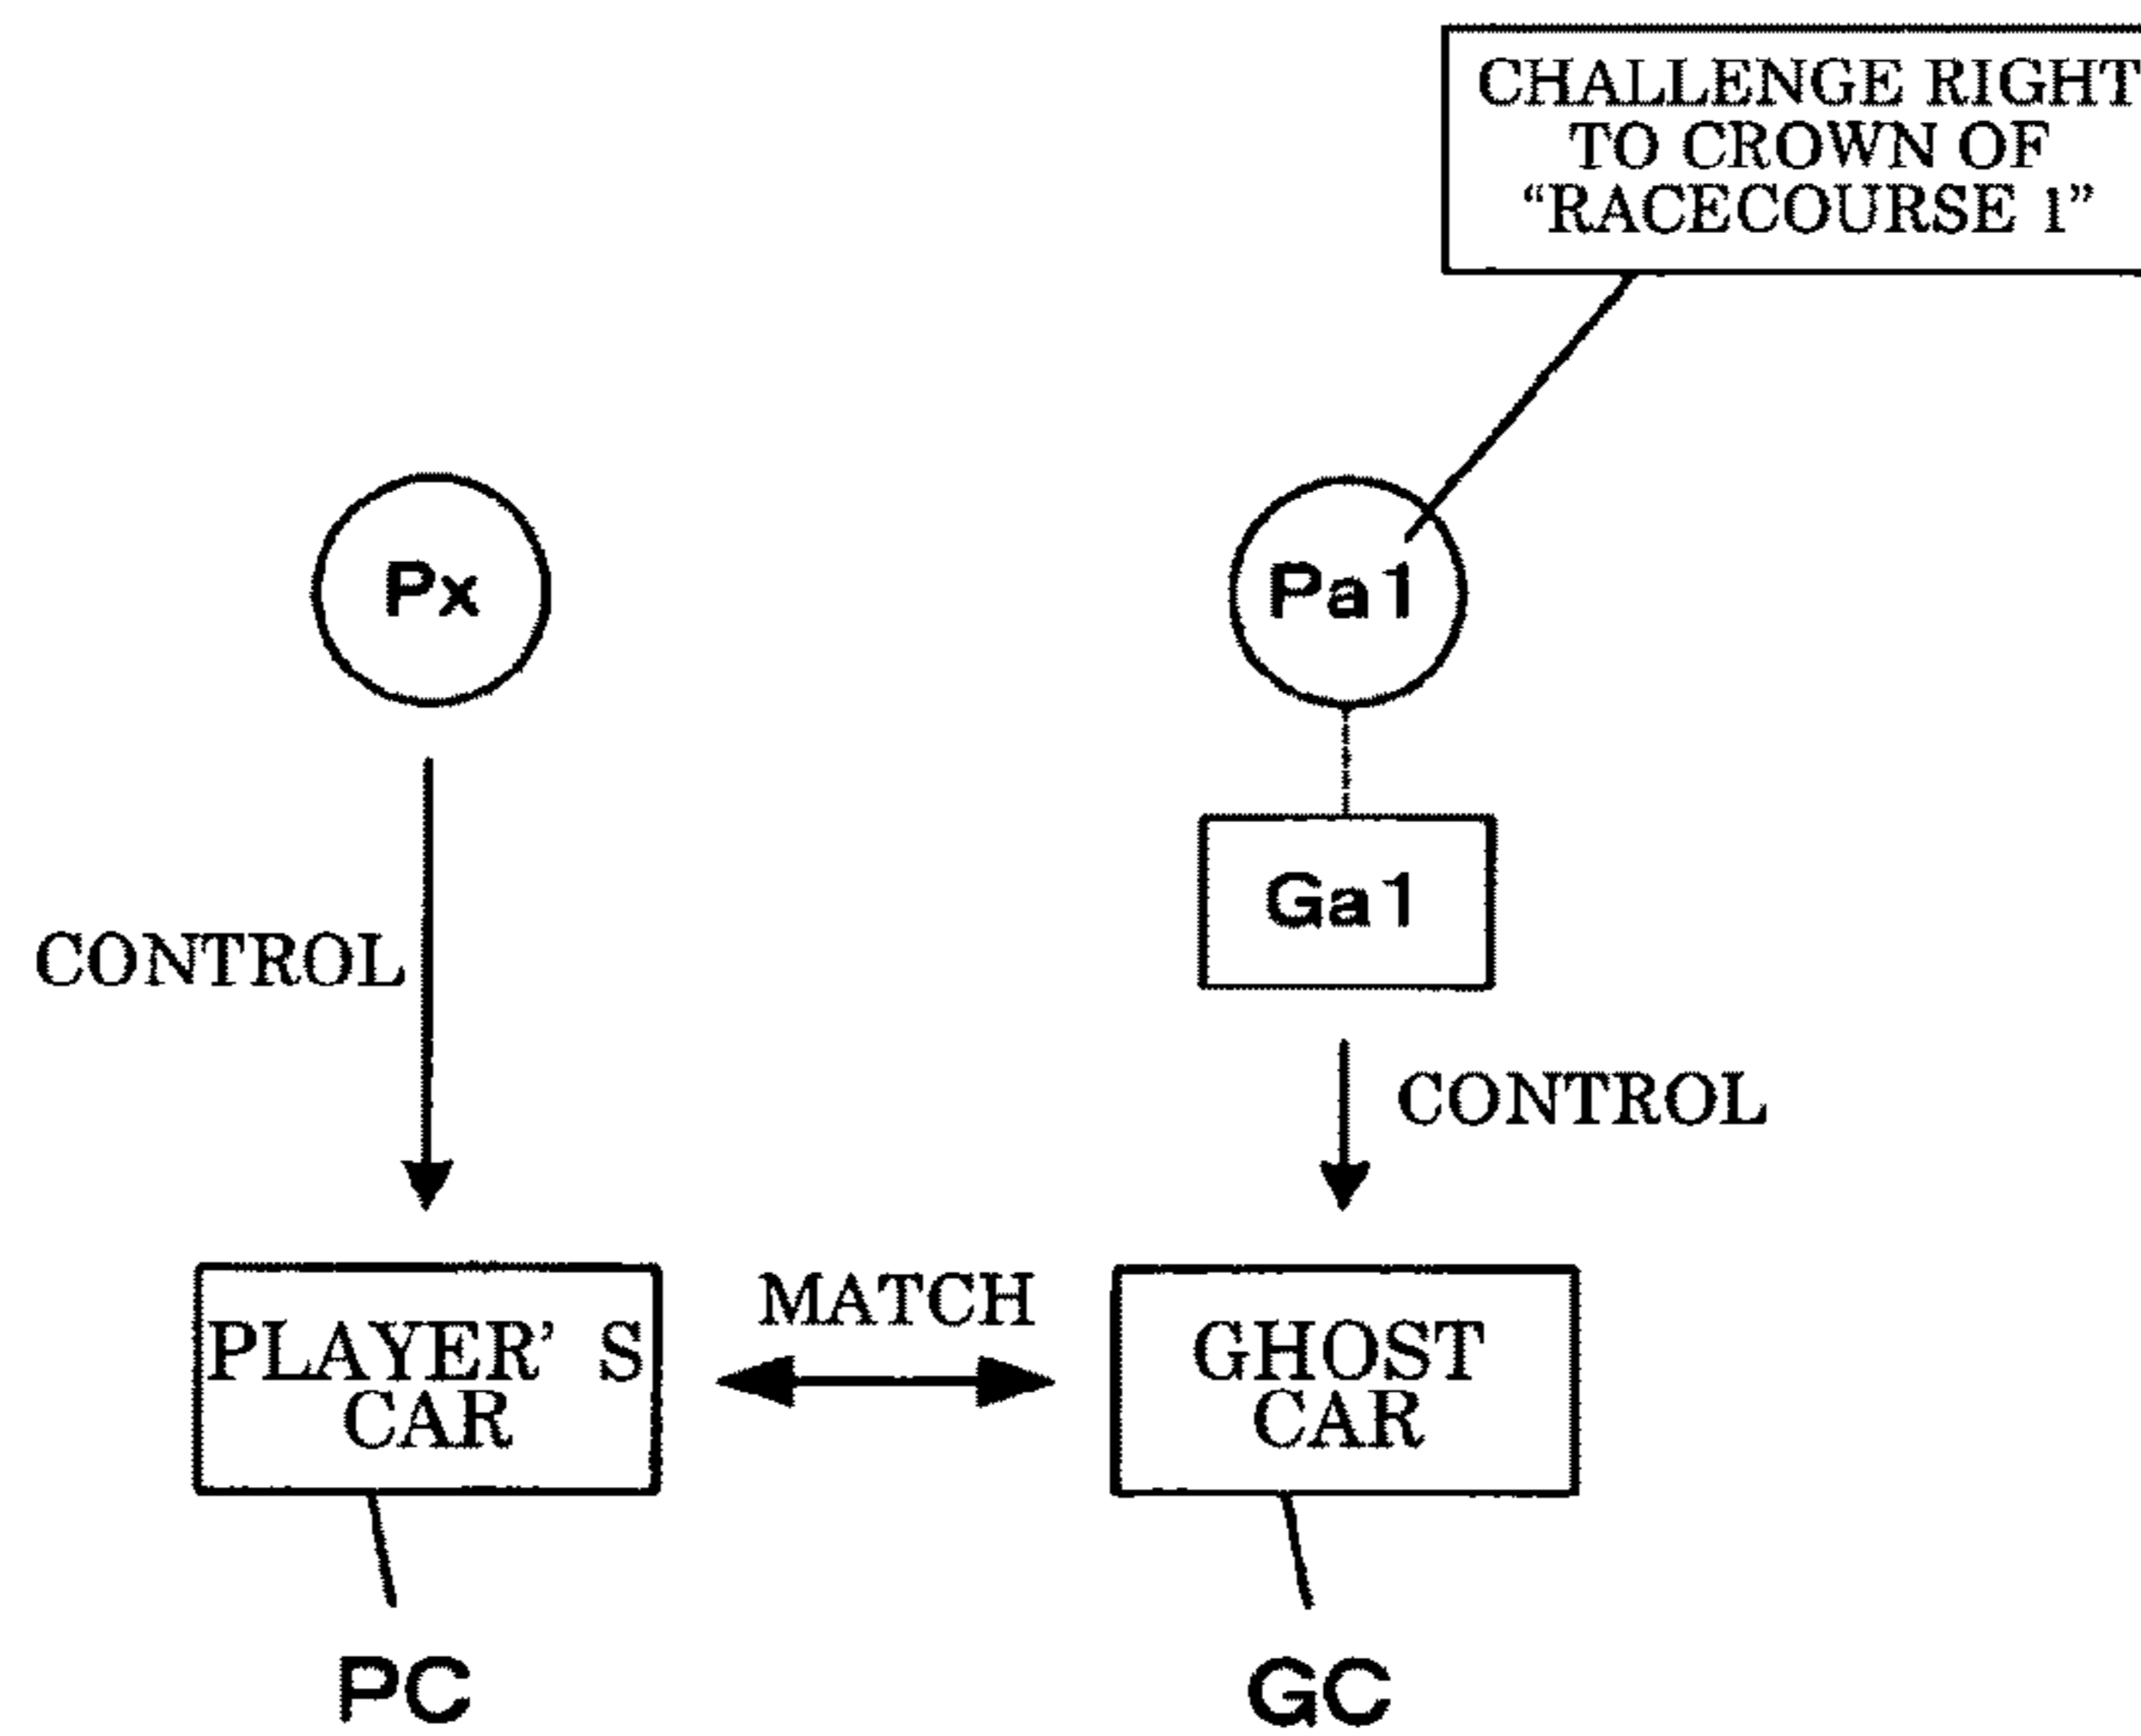 CHALLENGE RIGHT
TO CROWN OF
“RACECOURSE 1”
Px
Pa1
Ga1
CONTROL
CONTROL
MATCH
PLAYER’ S
CAR
GHOST
CAR
PC
GC